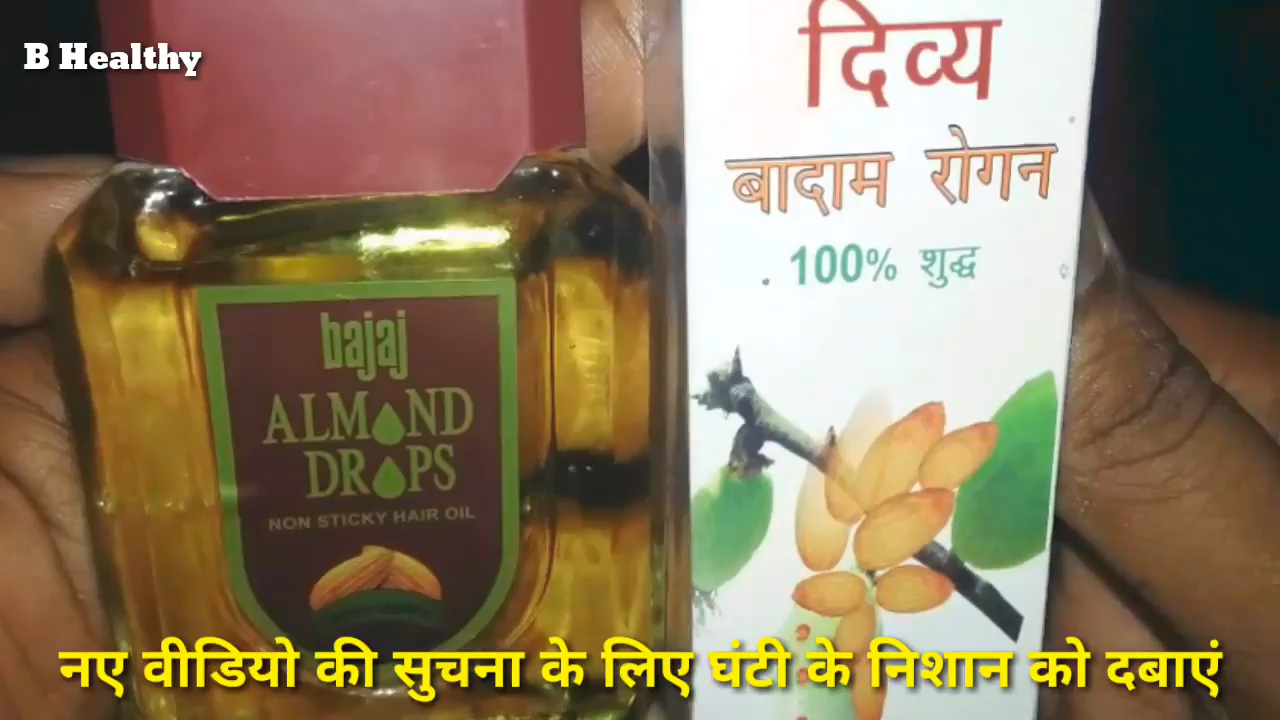 B Healthy
bajaj
ALMOND
DROPS
NON STICKY HAIR OIL
दिव्य
बादाम रोगन
100% शुद्ध
नए वीडियो की सुचना के लिए घंटी के निशान को दबाएं